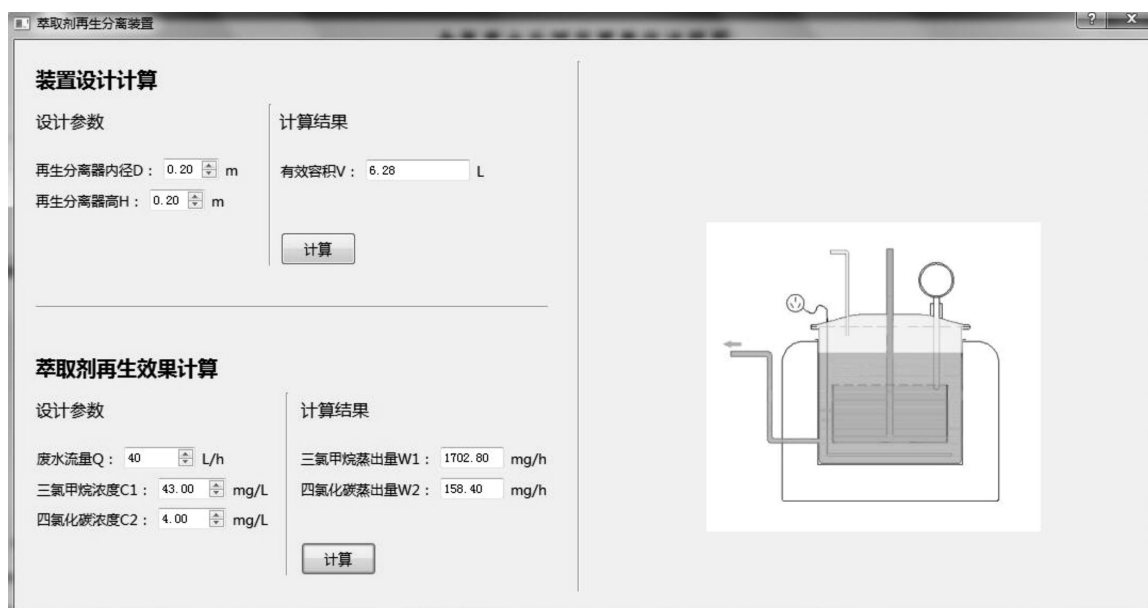 萃取剂再生分离装置
装置设计计算
设计参数
再生分离器内径D： 0.20 m
再生分离器高H： 0.20 m
计算结果
有效容积V： 6.28 L
计算
萃取剂再生效果计算
设计参数
废水流量Q： 40 L/h
三氯甲烷浓度C1： 43.00 mg/L
四氯化碳浓度C2： 4.00 mg/L
计算结果
三氯甲烷蒸出量W1： 1702.80 mg/h
四氯化碳蒸出量W2： 158.40 mg/h
计算